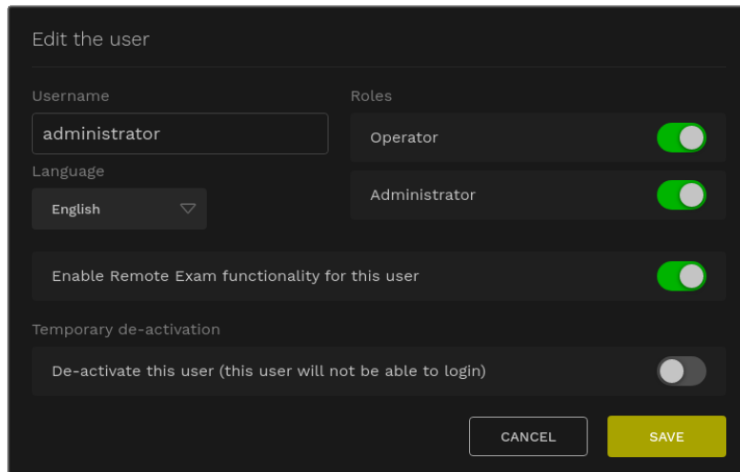 Edit the user
Username
Roles
administrator
Operator
Language
Administrator
English
Enable Remote Exam functionality for this user
Temporary de-activation
De-activate this user (this user will not be able to login)
CANCEL
SAVE